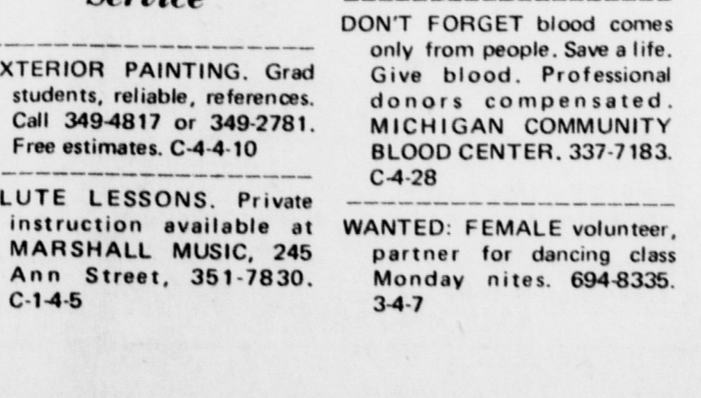 Service
XTERIOR PAINTING. Grad
students, reliable, references.
Call 349-4817 or 349-2781.
Free estimates. C-4-4-10
LUTE LESSONS. Private
instruction available at
MARSHALL MUSIC, 245
Ann Street, 351-7830.
C-1-4-5
DON'T FORGET blood comes
only from people. Save a life.
Give blood. Professional
donors compensated.
MICHIGAN COMMUNITY
BLOOD CENTER. 337-7183.
C-4-28
WANTED: FEMALE volunteer,
partner for dancing class
Monday nites. 694-8335.
3-4-7